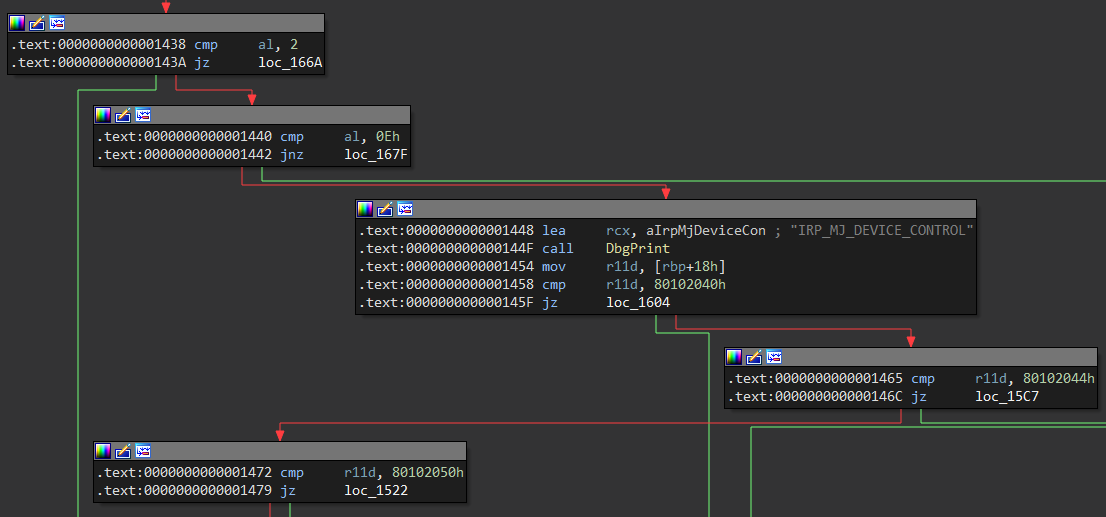 .text:0000000000001438 cmp al, 2
.text:000000000000143A jz loc_166A
.text:0000000000001440 cmp al, 0Eh
.text:0000000000001442 jnz loc_167F
.text:0000000000001448 lea rcx, aIrpMjDeviceCon ; "IRP_MJ_DEVICE_CONTROL"
.text:000000000000144F call DbgPrint
.text:0000000000001454 mov r11d, [rbp+18h]
.text:0000000000001458 cmp r11d, 80102040h
.text:000000000000145F jz loc_1604
.text:0000000000001465 cmp r11d, 80102044h
.text:000000000000146C jz loc_15C7
.text:0000000000001472 cmp r11d, 80102050h
.text:0000000000001479 jz loc_1522